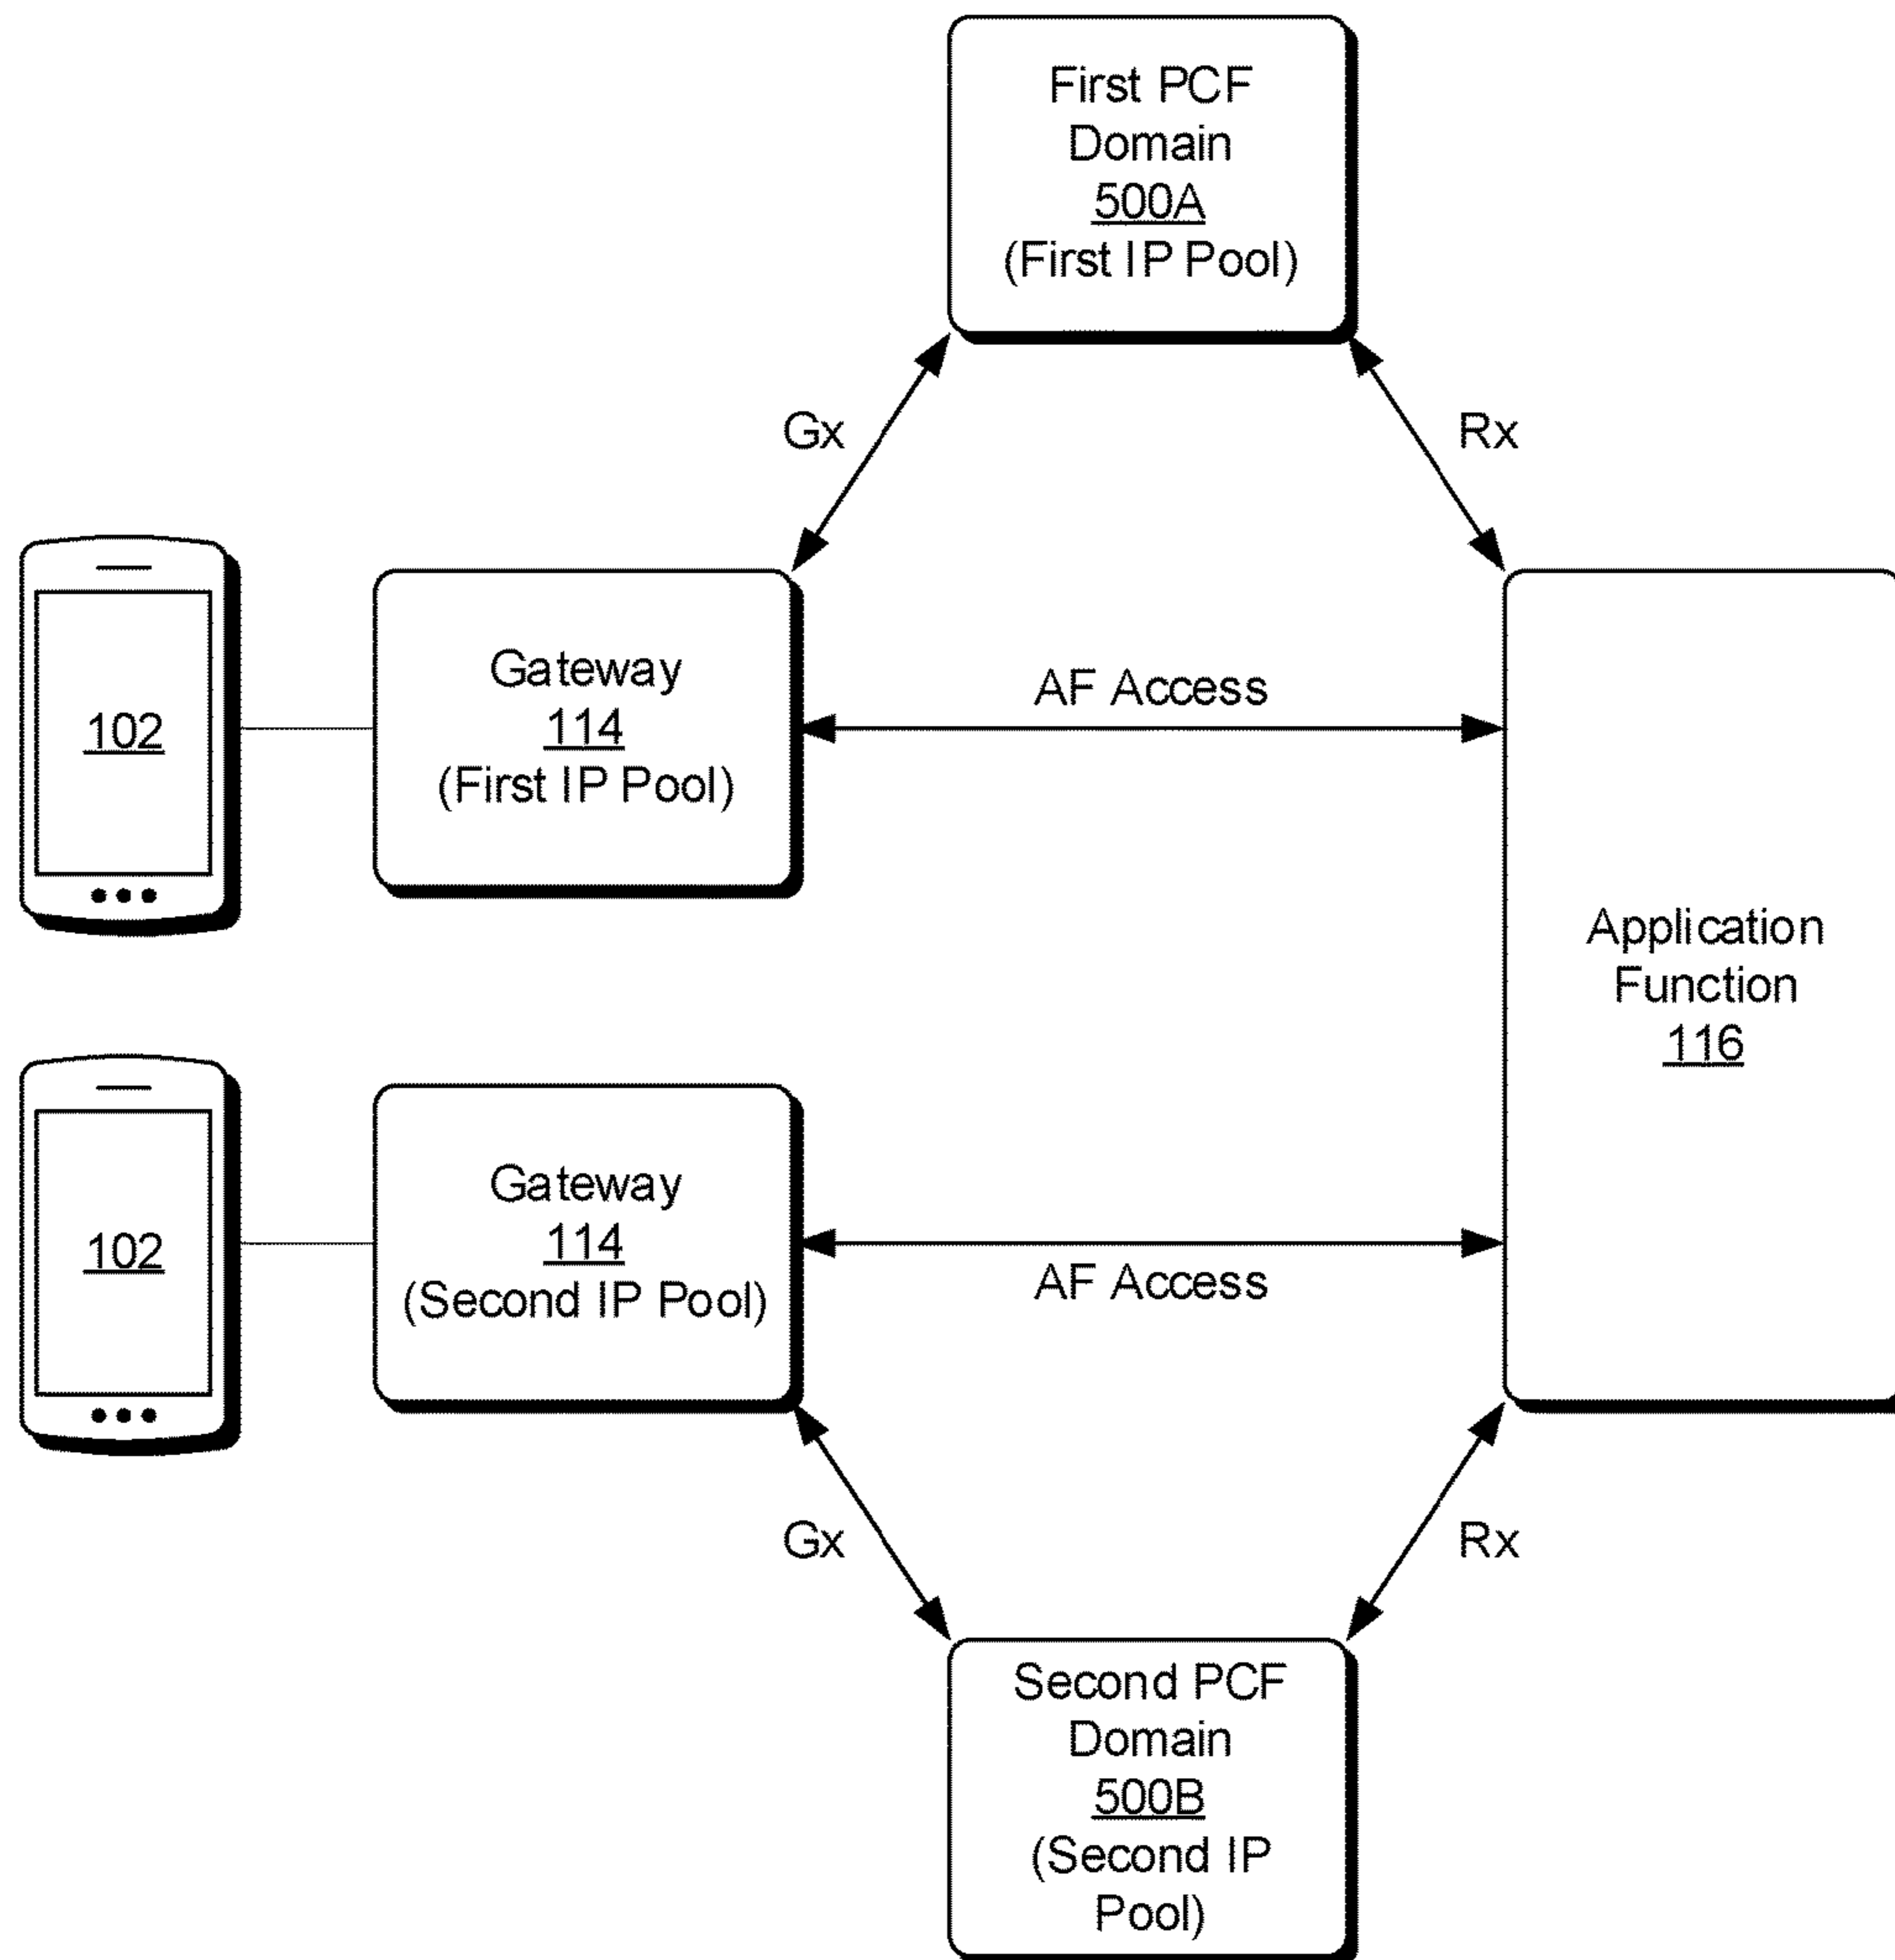 First PCF
Domain
500A
(First IP Pool)
Gx
Rx
102
Gateway
114
(First IP Pool)
AF Access
Application
Function
116
102
Gateway
114
(Second IP Pool)
AF Access
Gx
Rx
Second PCF
Domain
500B
(Second IP
Pool)